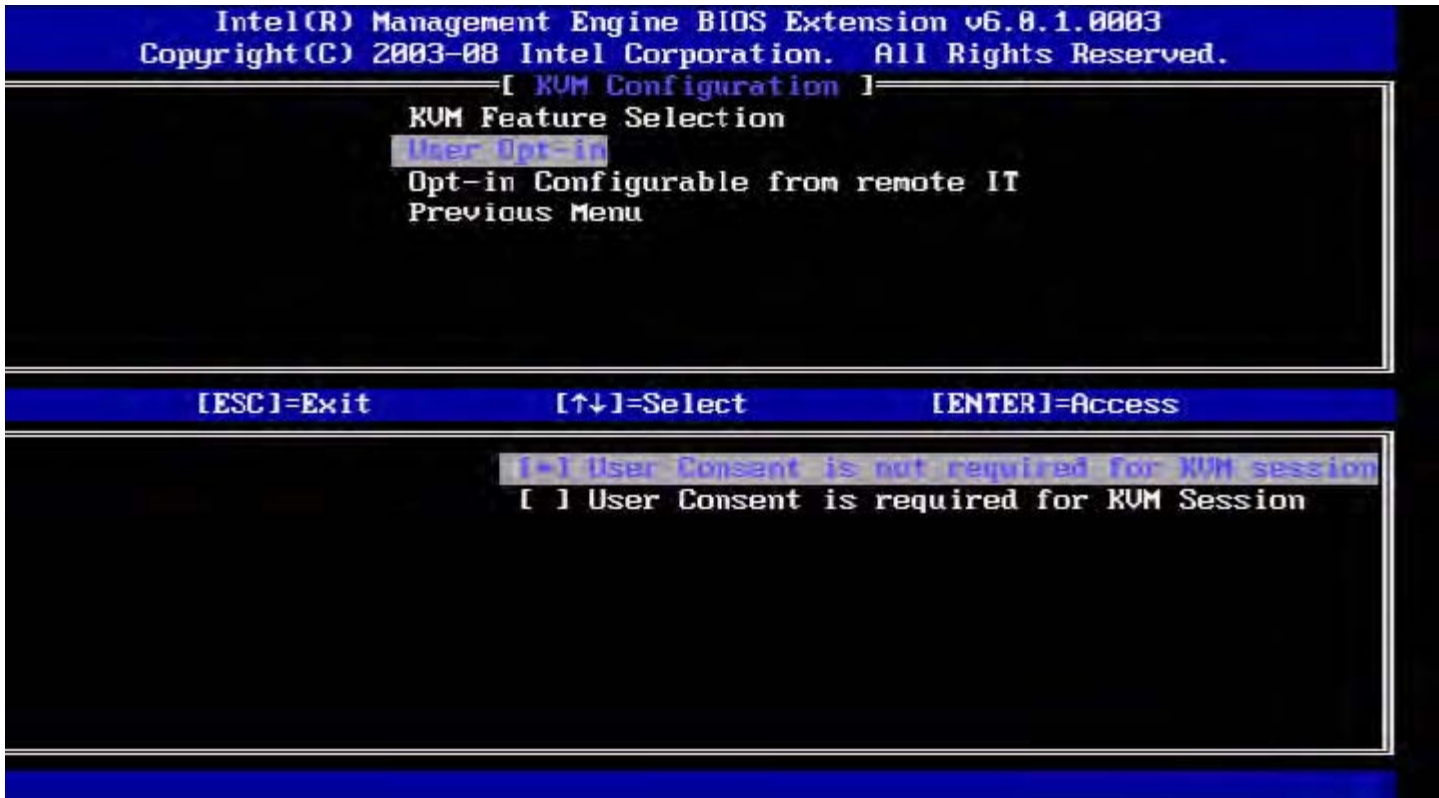 Intel(R) Management Engine BIOS Extension v6.0.1.0003
Copyright(C) 2003-08 Intel Corporation. All Rights Reserved.
[ KVM Configuration ]
KVM Feature Selection
User Opt-in
Opt-in Configurable from remote IT
Previous Menu
[ESC]=Exit [↑↓]=Select [ENTER]=Access
[*] User Consent is not required for KVM session
[ ] User Consent is required for KVM Session